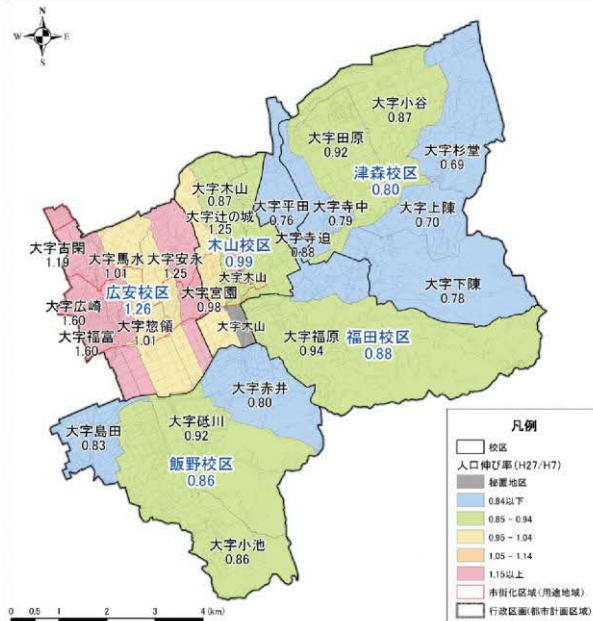 N
W E
S
大字小谷
0.87
大字田原
0.92
大字杉堂
0.69
津森校区
0.80
大字木山
0.87
大字平田
0.76
大字寺中
0.79
大字上陳
0.70
大字辻の城
1.25
大字寺迫
0.88
木山校区
0.99
大字古閑
1.19
大字馬水
1.01
大字安永
1.25
大字木山
大字下陳
0.78
広安校区
1.26
大字宮園
0.98
大字広崎
1.60
大字福富
1.60
大字惣領
1.01
大字木山
大字福原
0.94
福田校区
0.88
大字赤井
0.80
大字島田
0.83
大字砥川
0.92
飯野校区
0.86
大字小池
0.86
凡例
校区
人口伸び率(H27/H7)
秘匿地区
0.84以下
0.85 - 0.94
0.95 - 1.04
1.05 - 1.14
1.15以上
市街化区域(用途地域)
行政区画(都市計画区域)
0 0.5 1 2 3 4 (km)